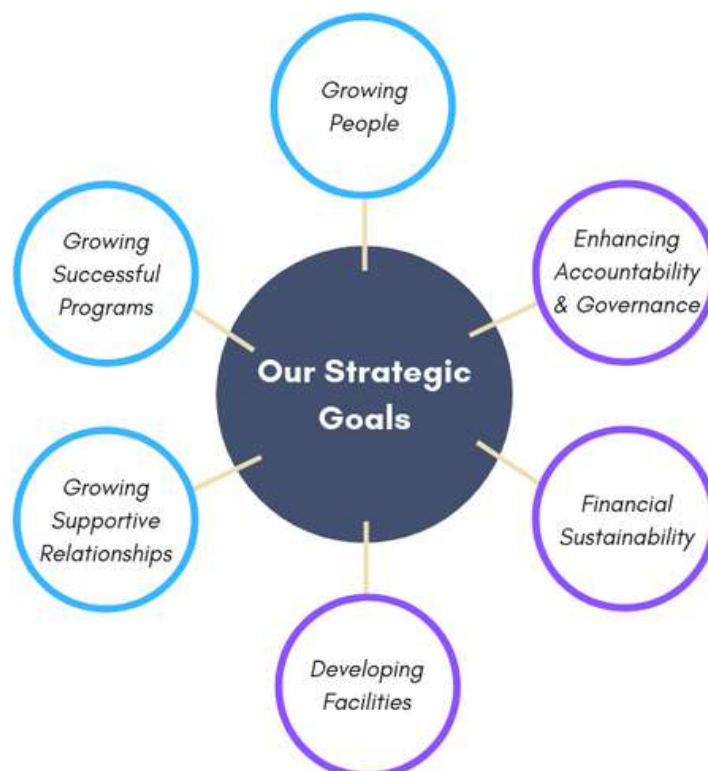 Growing
People
Enhancing
Accountability
& Governance
Financial
Sustainability
Developing
Facilities
Growing
Supportive
Relationships
Growing
Successful
Programs
Our Strategic
Goals